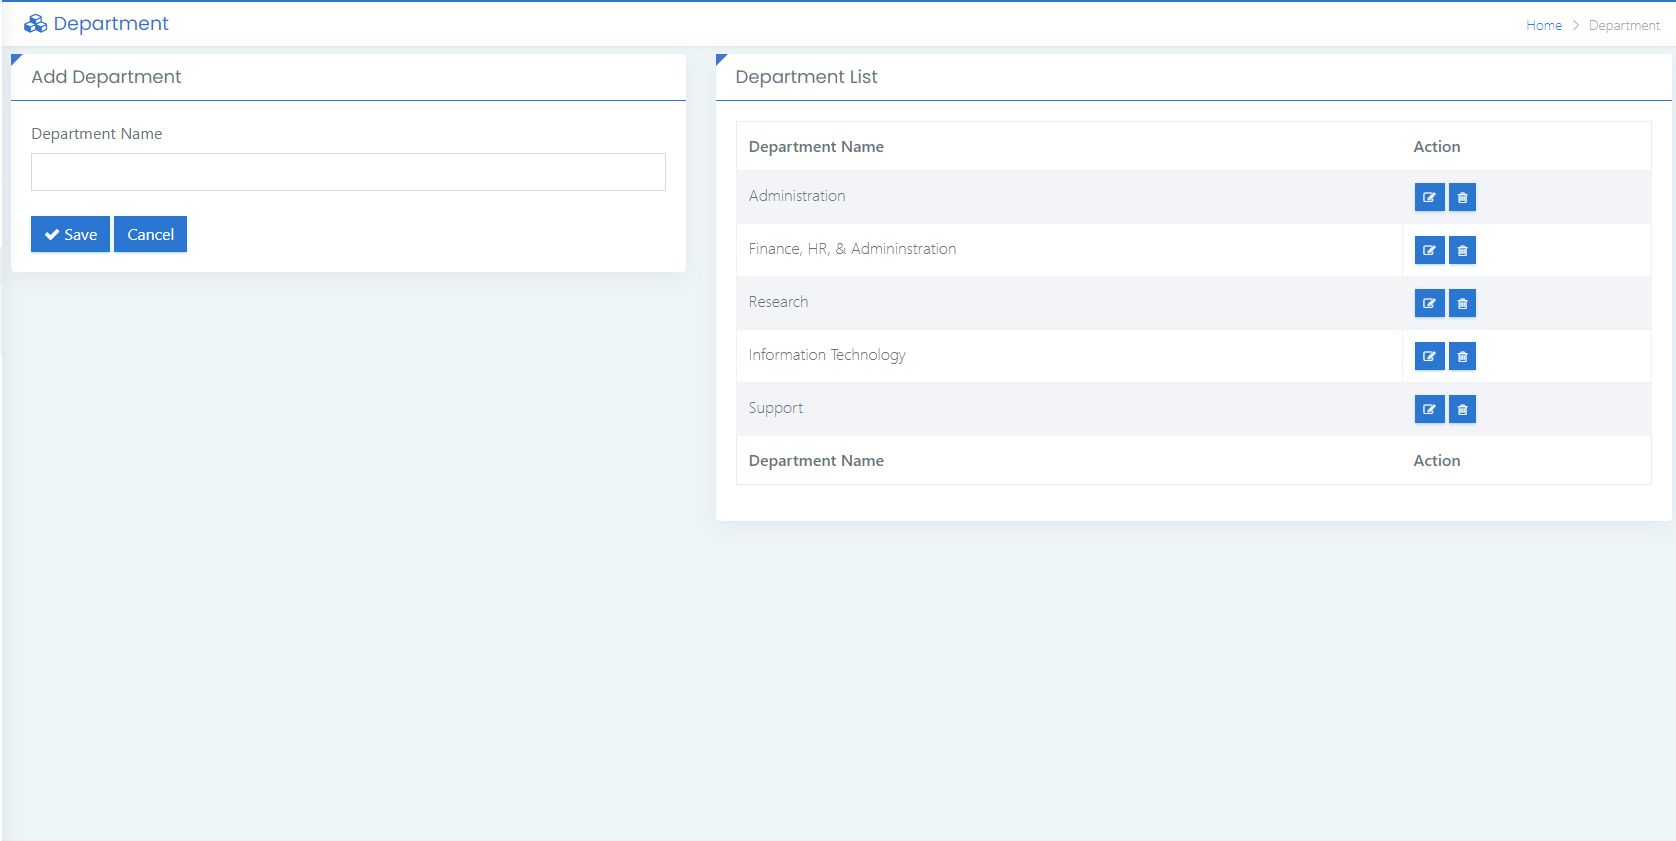 Department
Home > Department
Add Department
Department Name
Save Cancel
Department List
Department Name Action
Administration
Finance, HR, & Admininstration
Research
Information Technology
Support
Department Name Action